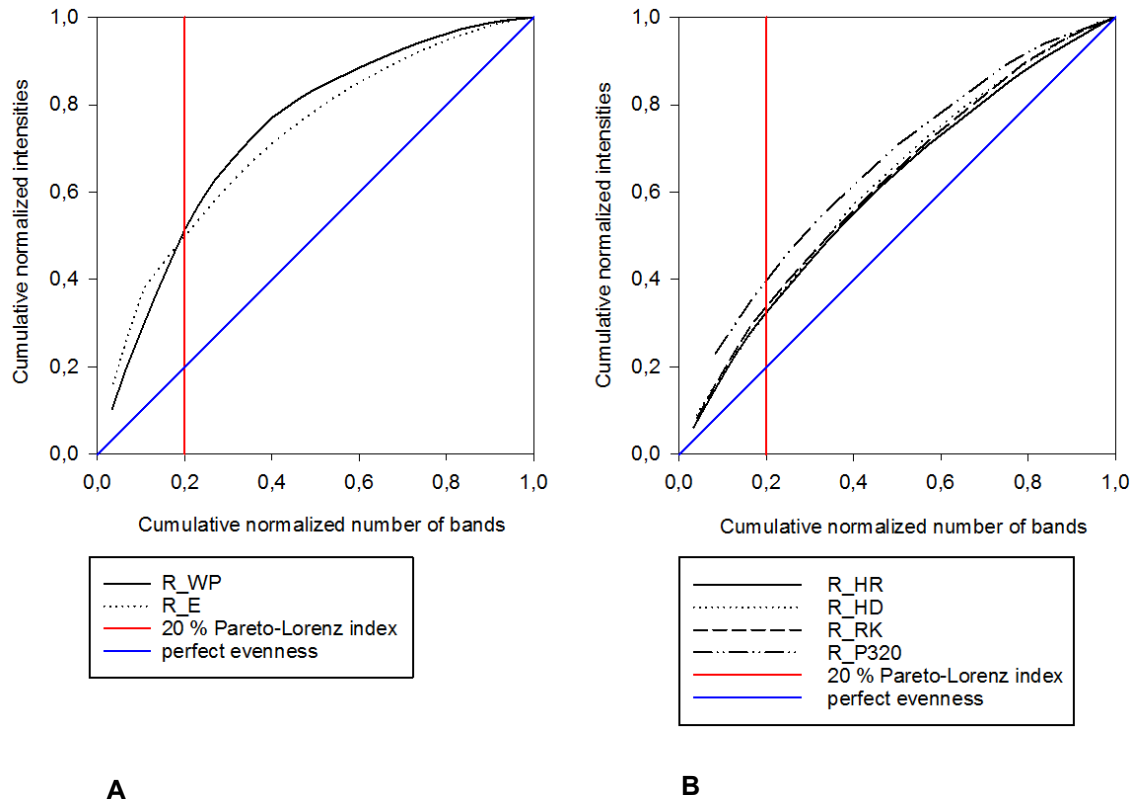 Cumulative normalized intensities
1,0
0,8
0,6
0,4
0,2
0,0
0,0 0,2 0,4 0,6 0,8 1,0
Cumulative normalized number of bands
R_WP
R_E
20 % Pareto-Lorenz index
perfect evenness
A
Cumulative normalized intensities
1,0
0,8
0,6
0,4
0,2
0,0
0,0 0,2 0,4 0,6 0,8 1,0
Cumulative normalized number of bands
R_HR
R_HD
R_RK
R_P320
20 % Pareto-Lorenz index
perfect evenness
B